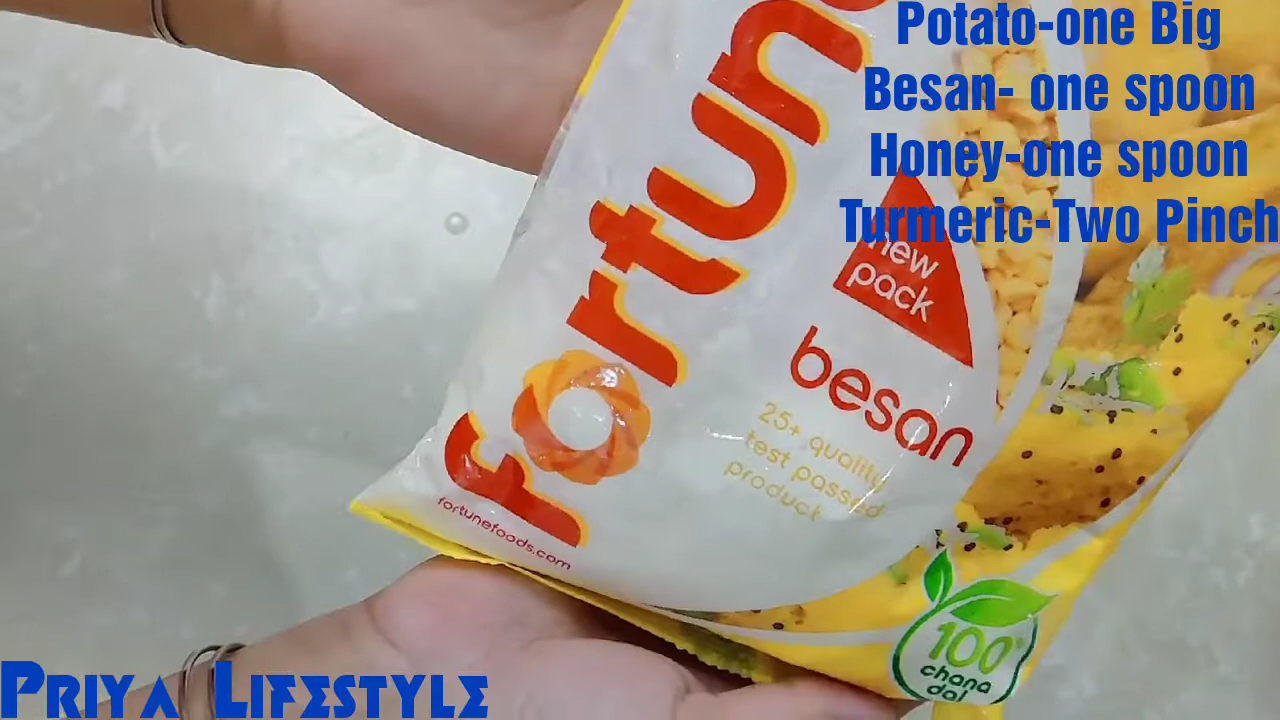 Potato-one Big
Besan- one spoon
Honey-one spoon
Turmeric-Two Pinch
fortune
new
pack
besan
25+ quality
test passed
product
fortunefoods.com
100%
chana
dal
PRIYA LIFESTYLE